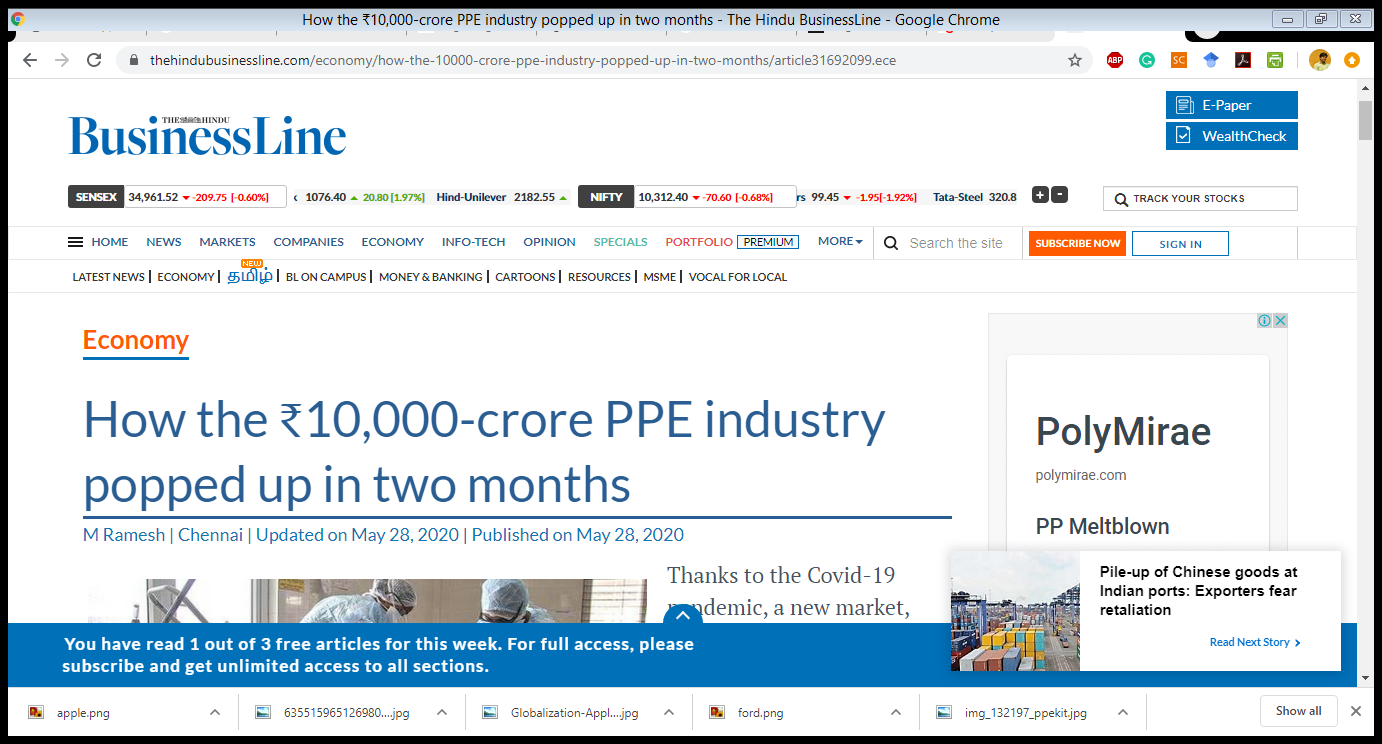 How the ₹10,000-crore PPE industry popped up in two months - The Hindu BusinessLine - Google Chrome
thehindubusinessline.com/economy/how-the-10000-crore-ppe-industry-popped-up-in-two-months/article31692099.ece
ABP
SC
E-Paper
THE HINDU
BusinessLine
WealthCheck
SENSEX 34,961.52 -209.75 [-0.60%] 1076.40 20.80 [1.97%] Hind-Unilever 2182.55 NIFTY 10,312.40 -70.60 [-0.68%] rs 99.45 -1.95[-1.92%] Tata-Steel 320.8 + - TRACK YOUR STOCKS
HOME NEWS MARKETS COMPANIES ECONOMY INFO-TECH OPINION SPECIALS PORTFOLIO PREMIUM MORE Search the site SUBSCRIBE NOW SIGN IN
NEW
LATEST NEWS | ECONOMY | தமிழ் | BL ON CAMPUS | MONEY & BANKING | CARTOONS | RESOURCES | MSME | VOCAL FOR LOCAL
Economy
How the ₹10,000-crore PPE industry
popped up in two months
M Ramesh | Chennai | Updated on May 28, 2020 | Published on May 28, 2020
Thanks to the Covid-19
pandemic, a new market,
PolyMirae
polymirae.com
PP Meltblown
Pile-up of Chinese goods at
Indian ports: Exporters fear
retaliation
Read Next Story
You have read 1 out of 3 free articles for this week. For full access, please
subscribe and get unlimited access to all sections.
apple.png 635515965126980....jpg Globalization-Appl....jpg ford.png img_132197_ppekit.jpg Show all